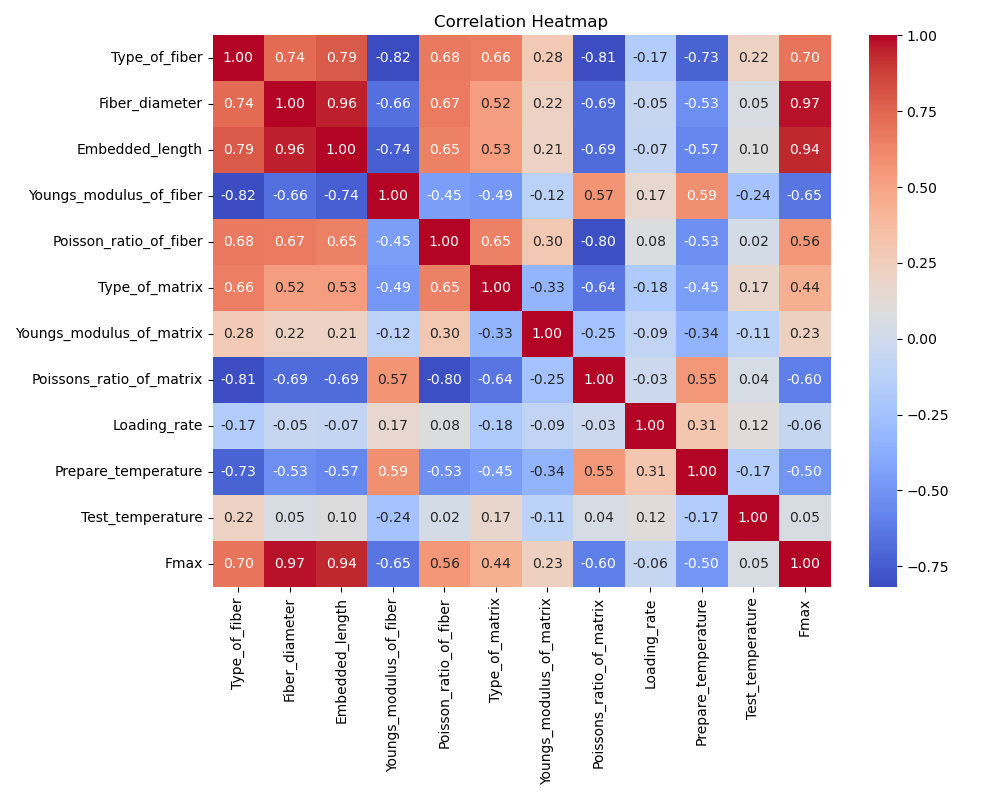 Correlation Heatmap
Type_of_fiber 1.00 0.74 0.79 -0.82 0.68 0.66 0.28 -0.81 -0.17 -0.73 0.22 0.70
Fiber_diameter 0.74 1.00 0.96 -0.66 0.67 0.52 0.22 -0.69 -0.05 -0.53 0.05 0.97
Embedded_length 0.79 0.96 1.00 -0.74 0.65 0.53 0.21 -0.69 -0.07 -0.57 0.10 0.94
Youngs_modulus_of_fiber -0.82 -0.66 -0.74 1.00 -0.45 -0.49 -0.12 0.57 0.17 0.59 -0.24 -0.65
Poisson_ratio_of_fiber 0.68 0.67 0.65 -0.45 1.00 0.65 0.30 -0.80 0.08 -0.53 0.02 0.56
Type_of_matrix 0.66 0.52 0.53 -0.49 0.65 1.00 -0.33 -0.64 -0.18 -0.45 0.17 0.44
Youngs_modulus_of_matrix 0.28 0.22 0.21 -0.12 0.30 -0.33 1.00 -0.25 -0.09 -0.34 -0.11 0.23
Poissons_ratio_of_matrix -0.81 -0.69 -0.69 0.57 -0.80 -0.64 -0.25 1.00 -0.03 0.55 0.04 -0.60
Loading_rate -0.17 -0.05 -0.07 0.17 0.08 -0.18 -0.09 -0.03 1.00 0.31 0.12 -0.06
Prepare_temperature -0.73 -0.53 -0.57 0.59 -0.53 -0.45 -0.34 0.55 0.31 1.00 -0.17 -0.50
Test_temperature 0.22 0.05 0.10 -0.24 0.02 0.17 -0.11 0.04 0.12 -0.17 1.00 0.05
Fmax 0.70 0.97 0.94 -0.65 0.56 0.44 0.23 -0.60 -0.06 -0.50 0.05 1.00
Type_of_fiber
Fiber_diameter
Embedded_length
Youngs_modulus_of_fiber
Poisson_ratio_of_fiber
Type_of_matrix
Youngs_modulus_of_matrix
Poissons_ratio_of_matrix
Loading_rate
Prepare_temperature
Test_temperature
Fmax
1.00
0.75
0.50
0.25
0.00
−0.25
−0.50
−0.75